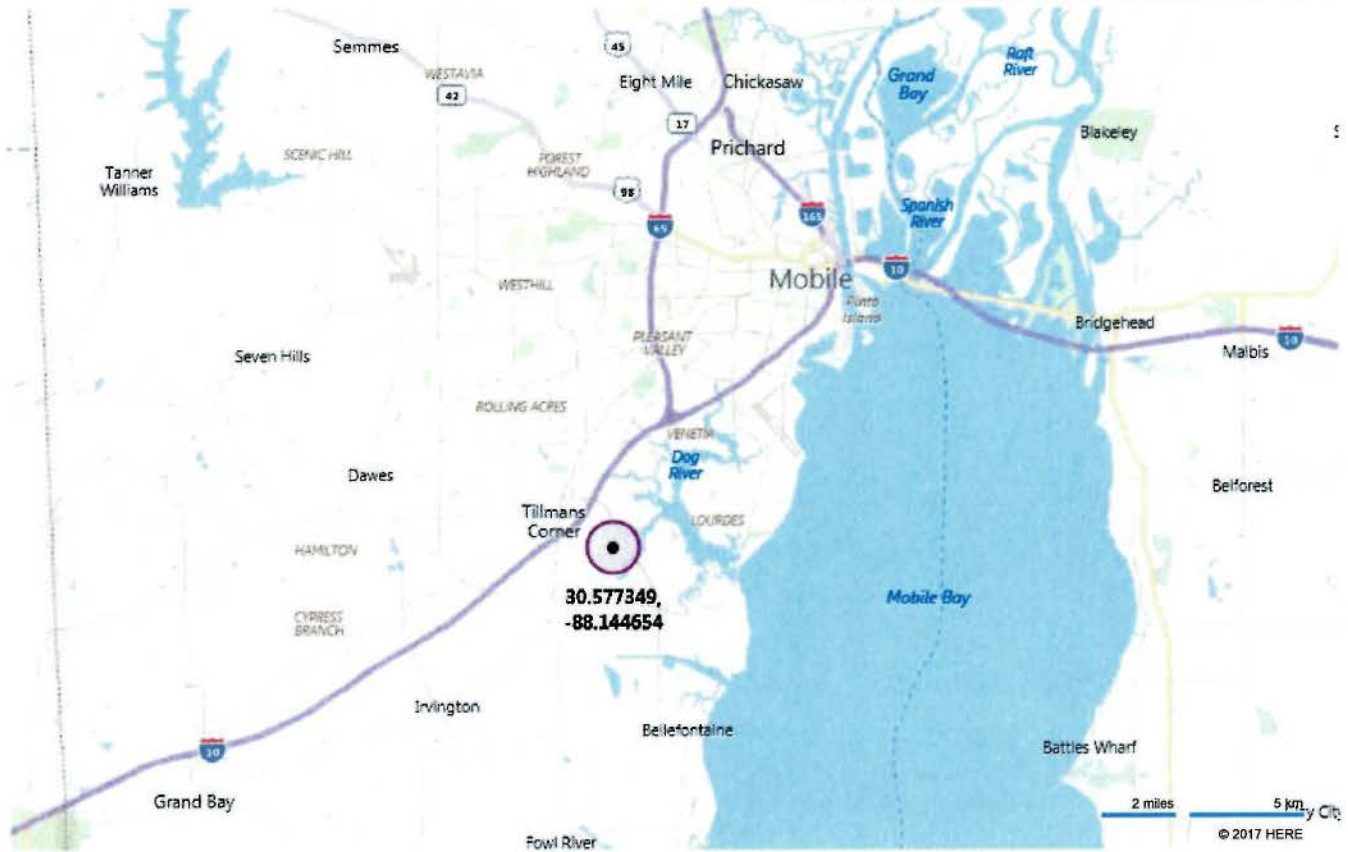 Semmes
45
Raft
River
Grand
Bay
WESTAVIA
Eight Mile
Chickasaw
42
17
Blakeley
Prichard
SCENIC HILL
FOREST
HIGHLAND
Tanner
Williams
98
Spanish
River
165
65
10
Mobile
WESTHILL
Pinto
Island
Bridgehead
PLEASANT
VALLEY
10
Malbis
Seven Hills
ROLLING ACRES
VENETIA
Dog
River
Dawes
Belforest
Tillmans
Corner
LOURDES
HAMILTON
30.577349,
-88.144654
Mobile Bay
CYPRESS
BRANCH
Irvington
Bellefontaine
Battles Wharf
10
Grand Bay
2 miles
5 km
y City
© 2017 HERE
Fowl River